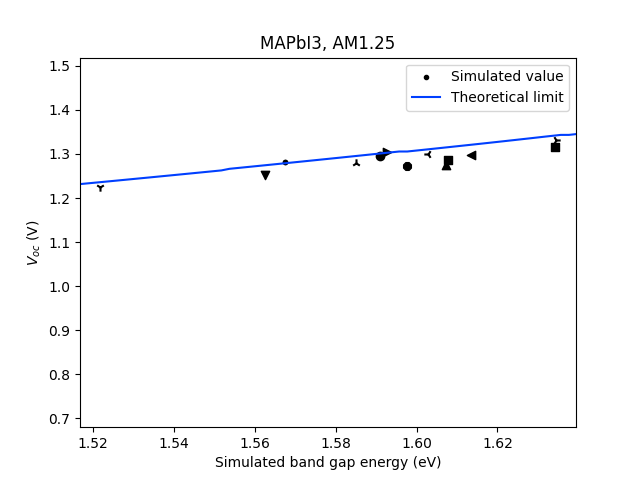 MAPbI3, AM1.25
Simulated value
Theoretical limit
1.5
1.4
1.3
1.2
1.1
1.0
0.9
0.8
0.7
V_oc (V)
1.52 1.54 1.56 1.58 1.60 1.62
Simulated band gap energy (eV)